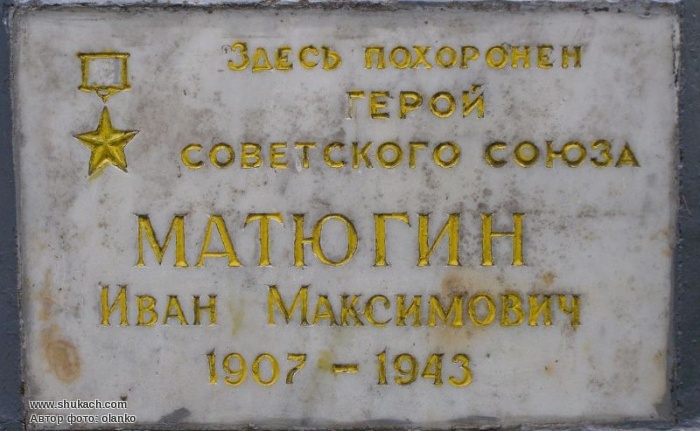 Здесь похоронен
ГЕРОЙ
СОВЕТСКОГО СОЮЗА
МАТЮГИН
Иван Максимович
1907 – 1943
www.shukach.com
Автор фото: olanko